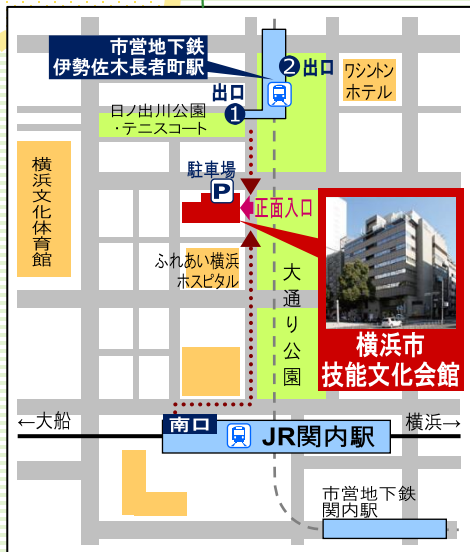 市営地下鉄
伊勢佐木長者町駅
❷出口
ワシントン
ホテル
出口
❶
日ノ出川公園
・テニスコート
横浜文化体育館
駐車場
P
正面入口
ふれあい横浜
ホスピタル
大通り公園
横浜市
技能文化会館
←大船
南口
JR関内駅
横浜→
市営地下鉄
関内駅